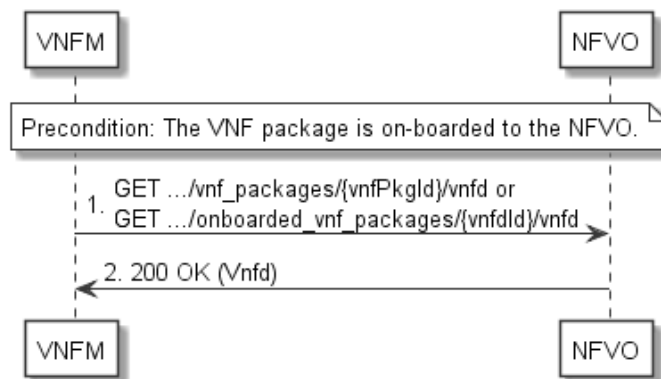 VNFM
NFVO
Precondition: The VNF package is on-boarded to the NFVO.
1. GET .../vnf_packages/{vnfPkgId}/vnfd or
GET .../onboarded_vnf_packages/{vnfdId}/vnfd
2. 200 OK (Vnfd)
VNFM
NFVO